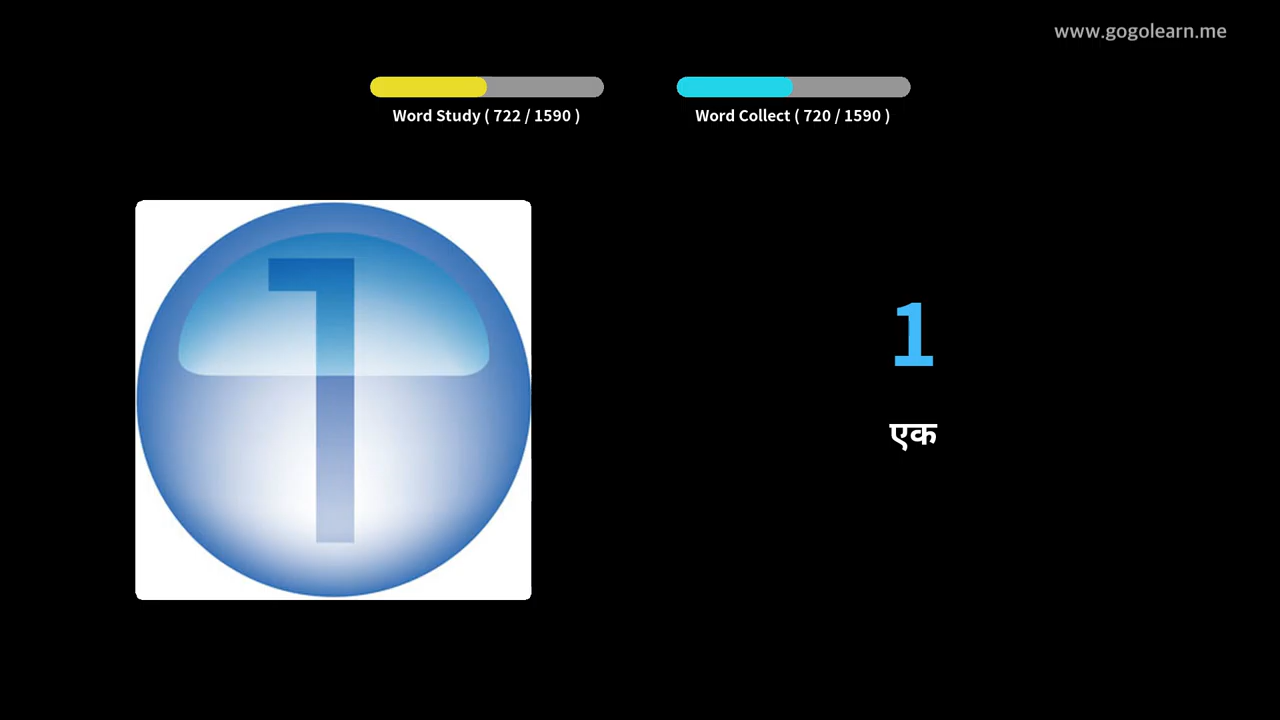 www.gogolearn.me
Word Study ( 722 / 1590 )
Word Collect ( 720 / 1590 )
1
1
एक